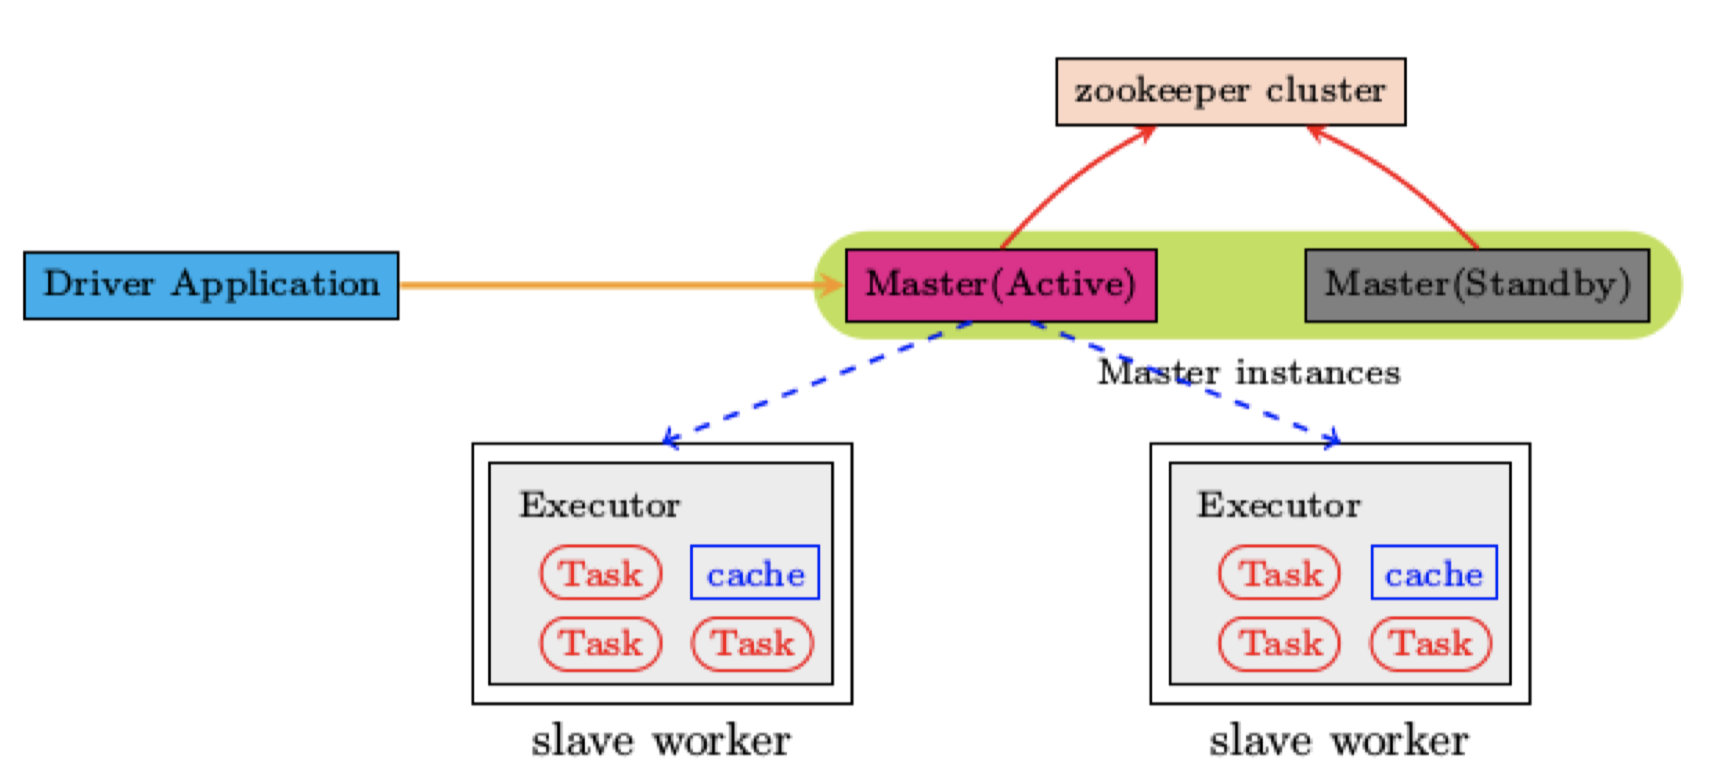 zookeeper cluster
Driver Application
Master(Active)
Master(Standby)
Master instances
Executor
Task
cache
Task
Task
slave worker
Executor
Task
cache
Task
Task
slave worker